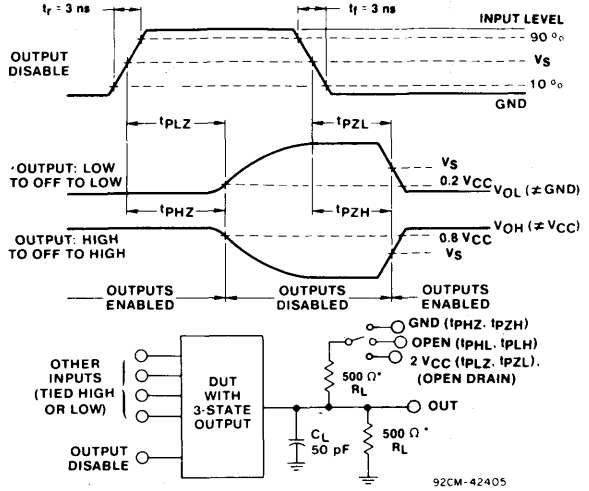 tr = 3 ns
tf = 3 ns
INPUT LEVEL
90 %
VS
10 %
GND
OUTPUT
DISABLE
tPLZ
tPZL
OUTPUT: LOW
TO OFF TO LOW
VS
0.2 VCC
VOL (≠ GND)
tPHZ
tPZH
OUTPUT: HIGH
TO OFF TO HIGH
VOH (≠ VCC)
0.8 VCC
VS
OUTPUTS
ENABLED
OUTPUTS
DISABLED
OUTPUTS
ENABLED
GND (tPHZ, tPZH)
OPEN (tPHL, tPLH)
2 VCC (tPLZ, tPZL),
(OPEN DRAIN)
OTHER
INPUTS
(TIED HIGH
OR LOW)
DUT
WITH
3-STATE
OUTPUT
500 Ω*
RL
OUT
CL
50 pF
500 Ω*
RL
OUTPUT
DISABLE
92CM-42405